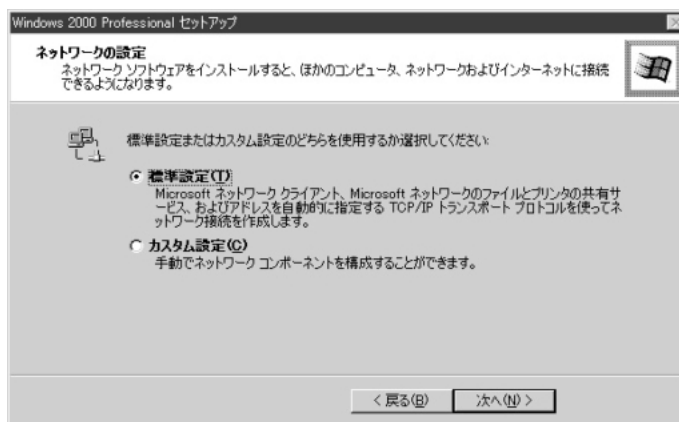 Windows 2000 Professional セットアップ
ネットワークの設定
ネットワーク ソフトウェアをインストールすると、ほかのコンピュータ、ネットワークおよびインターネットに接続
できるようになります。
標準設定またはカスタム設定のどちらを使用するか選択してください:
標準設定(T)
Microsoft ネットワーク クライアント、Microsoft ネットワークのファイルとプリンタの共有サ
ービス、およびアドレスを自動的に指定する TCP/IP トランスポート プロトコルを使ってネ
ットワーク接続を作成します。
カスタム設定(C)
手動でネットワーク コンポーネントを構成することができます。
< 戻る(B)
次へ(N) >